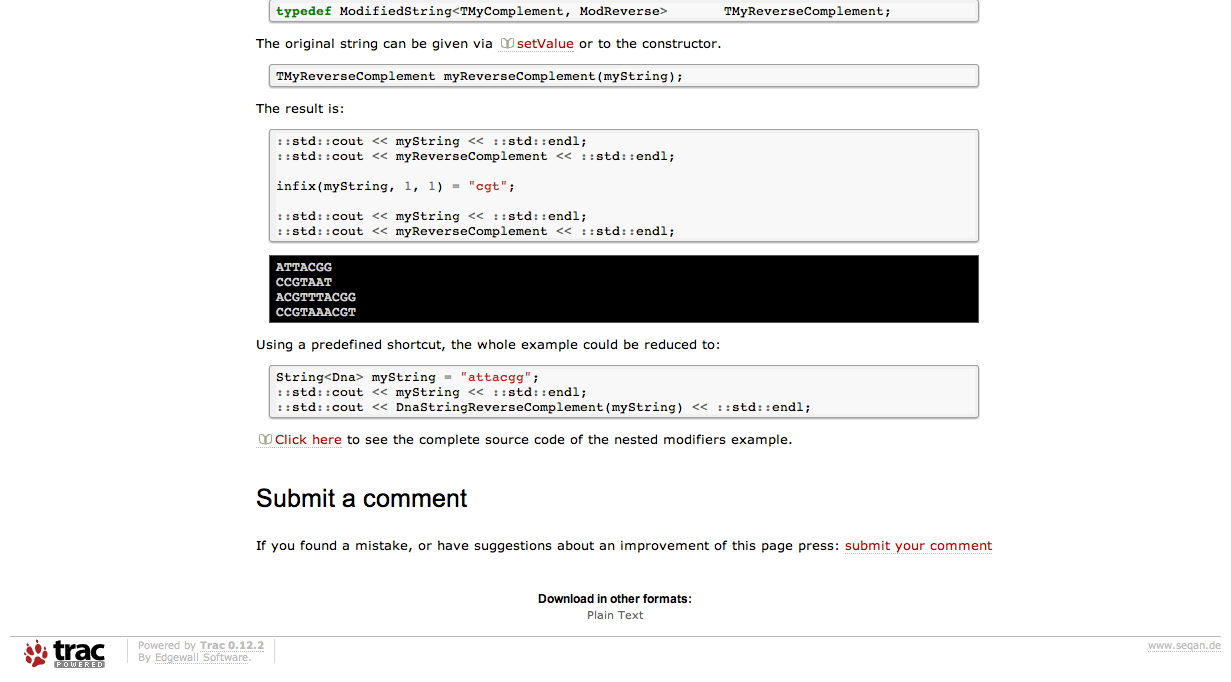 typedef ModifiedString<TMyComplement, ModReverse>       TMyReverseComplement;
The original string can be given via setValue or to the constructor.
TMyReverseComplement myReverseComplement(myString);
The result is:
::std::cout << myString << ::std::endl;
::std::cout << myReverseComplement << ::std::endl;
infix(myString, 1, 1) = "cgt";
::std::cout << myString << ::std::endl;
::std::cout << myReverseComplement << ::std::endl;
ATTACGG
CCGTAAT
ACGTTTACGG
CCGTAAACGT
Using a predefined shortcut, the whole example could be reduced to:
String<Dna> myString = "attacgg";
::std::cout << myString << ::std::endl;
::std::cout << DnaStringReverseComplement(myString) << ::std::endl;
Click here to see the complete source code of the nested modifiers example.
Submit a comment
If you found a mistake, or have suggestions about an improvement of this page press: submit your comment
Download in other formats:
Plain Text
trac
POWERED
Powered by Trac 0.12.2
By Edgewall Software.
www.seqan.de